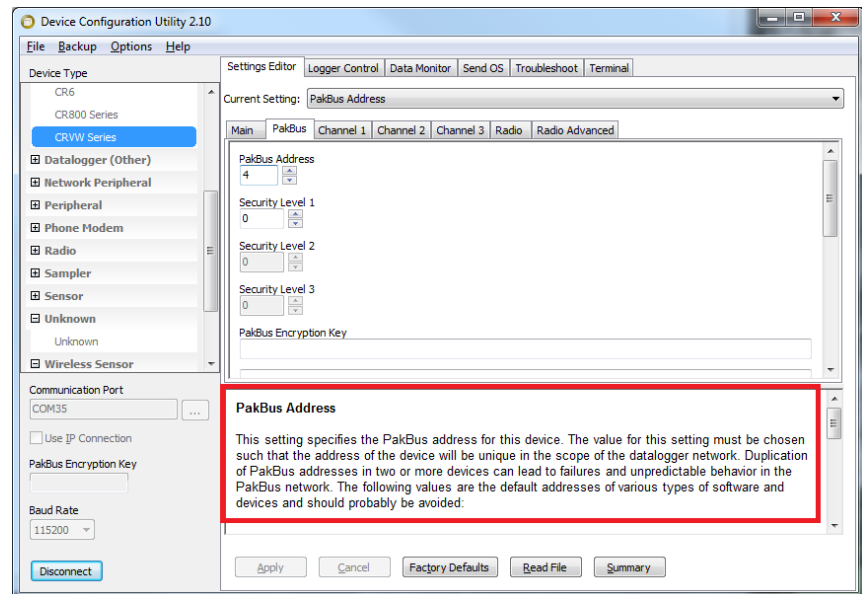 Device Configuration Utility 2.10
File Backup Options Help
Device Type
CR6
CR800 Series
CRVW Series
Datalogger (Other)
Network Peripheral
Peripheral
Phone Modem
Radio
Sampler
Sensor
Unknown
Unknown
Wireless Sensor
Communication Port
COM35
...
Use IP Connection
PakBus Encryption Key
Baud Rate
115200
Disconnect
Settings Editor Logger Control Data Monitor Send OS Troubleshoot Terminal
Current Setting: PakBus Address
Main PakBus Channel 1 Channel 2 Channel 3 Radio Radio Advanced
PakBus Address
4
Security Level 1
0
Security Level 2
0
Security Level 3
0
PakBus Encryption Key
PakBus Address
This setting specifies the PakBus address for this device. The value for this setting must be chosen
such that the address of the device will be unique in the scope of the datalogger network. Duplication
of PakBus addresses in two or more devices can lead to failures and unpredictable behavior in the
PakBus network. The following values are the default addresses of various types of software and
devices and should probably be avoided:
Apply Cancel Factory Defaults Read File Summary